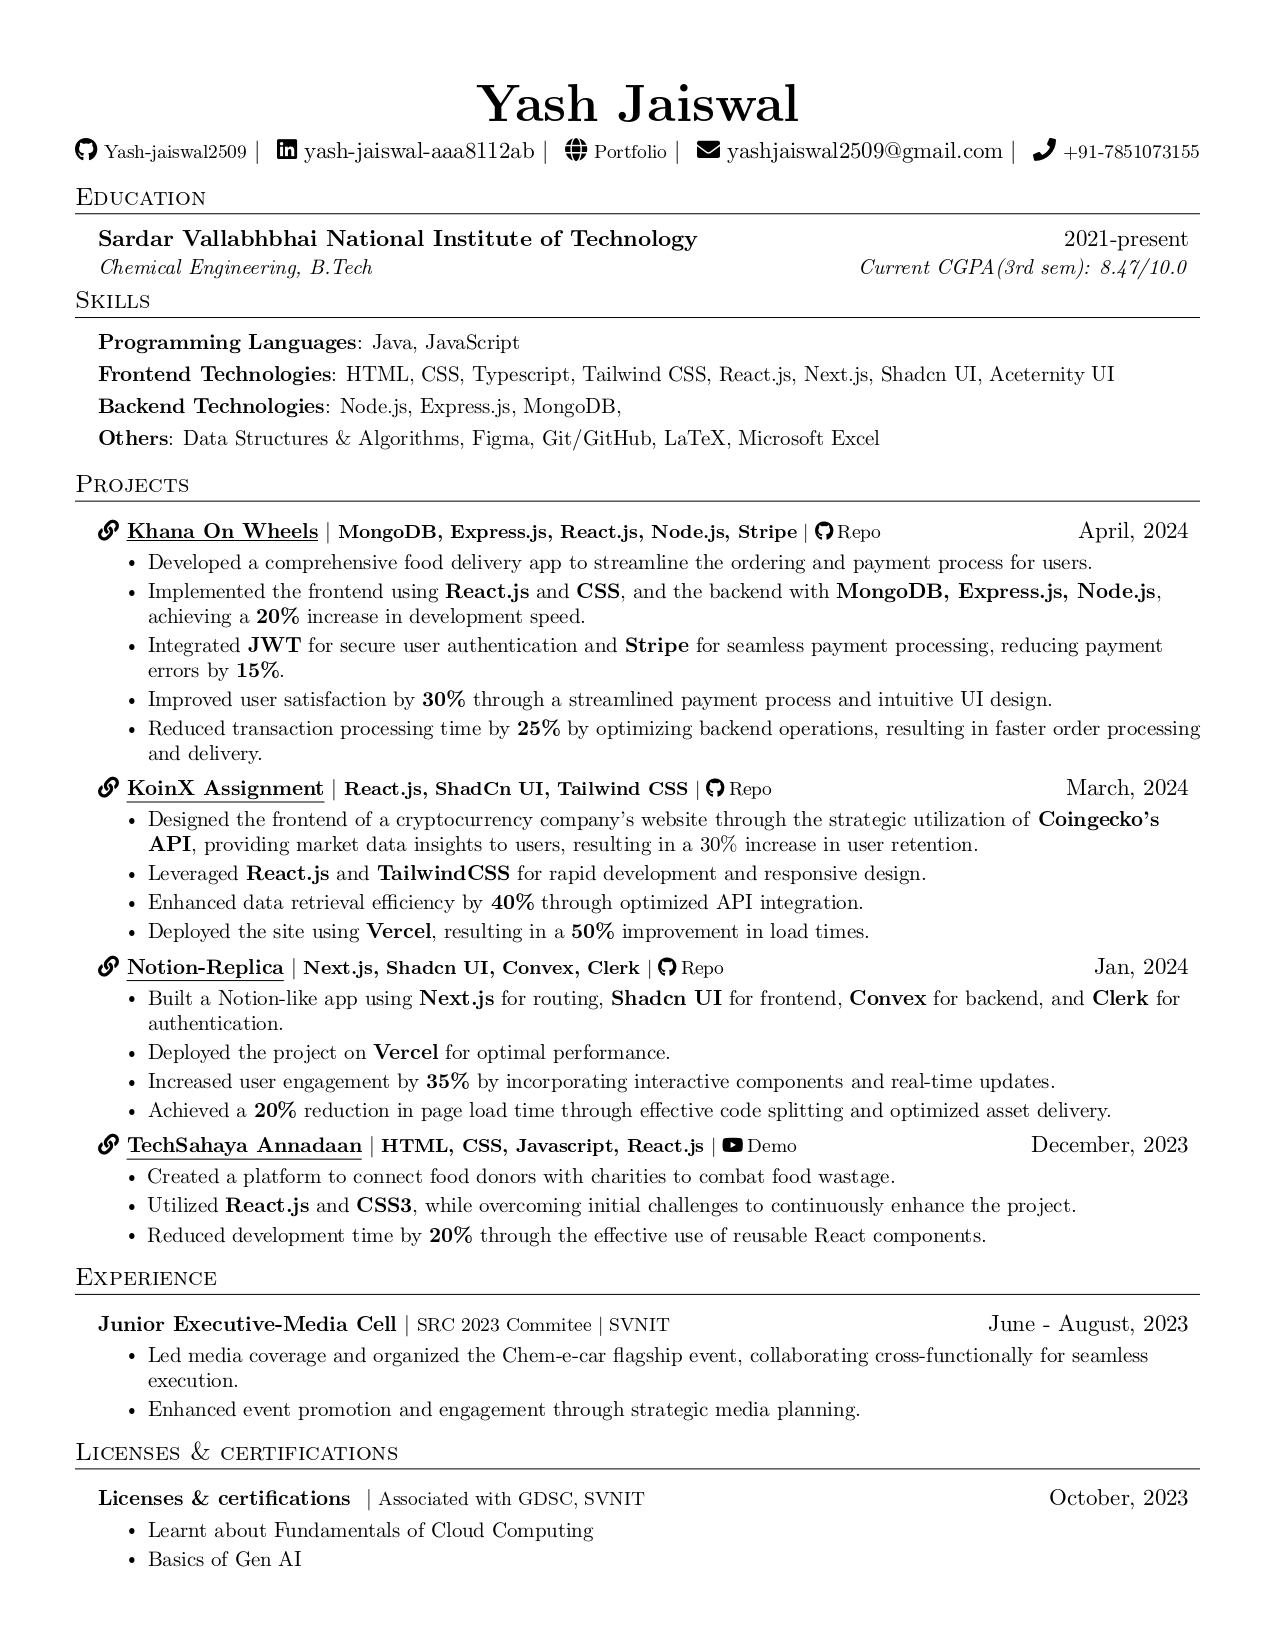 Yash Jaiswal
Yash-jaiswal2509 | yash-jaiswal-aaa8112ab | Portfolio | yashjaiswal2509@gmail.com | +91-7851073155
Education
Sardar Vallabhbhai National Institute of Technology 2021-present
Chemical Engineering, B.Tech Current CGPA(3rd sem): 8.47/10.0
Skills
Programming Languages: Java, JavaScript
Frontend Technologies: HTML, CSS, Typescript, Tailwind CSS, React.js, Next.js, Shadcn UI, Aceternity UI
Backend Technologies: Node.js, Express.js, MongoDB,
Others: Data Structures & Algorithms, Figma, Git/GitHub, LaTeX, Microsoft Excel
Projects
Khana On Wheels | MongoDB, Express.js, React.js, Node.js, Stripe | Repo April, 2024
• Developed a comprehensive food delivery app to streamline the ordering and payment process for users.
• Implemented the frontend using React.js and CSS, and the backend with MongoDB, Express.js, Node.js,
achieving a 20% increase in development speed.
• Integrated JWT for secure user authentication and Stripe for seamless payment processing, reducing payment
errors by 15%.
• Improved user satisfaction by 30% through a streamlined payment process and intuitive UI design.
• Reduced transaction processing time by 25% by optimizing backend operations, resulting in faster order processing
and delivery.
KoinX Assignment | React.js, ShadCn UI, Tailwind CSS | Repo March, 2024
• Designed the frontend of a cryptocurrency company's website through the strategic utilization of Coingecko's
API, providing market data insights to users, resulting in a 30% increase in user retention.
• Leveraged React.js and TailwindCSS for rapid development and responsive design.
• Enhanced data retrieval efficiency by 40% through optimized API integration.
• Deployed the site using Vercel, resulting in a 50% improvement in load times.
Notion-Replica | Next.js, Shadcn UI, Convex, Clerk | Repo Jan, 2024
• Built a Notion-like app using Next.js for routing, Shadcn UI for frontend, Convex for backend, and Clerk for
authentication.
• Deployed the project on Vercel for optimal performance.
• Increased user engagement by 35% by incorporating interactive components and real-time updates.
• Achieved a 20% reduction in page load time through effective code splitting and optimized asset delivery.
TechSahaya Annadaan | HTML, CSS, Javascript, React.js | Demo December, 2023
• Created a platform to connect food donors with charities to combat food wastage.
• Utilized React.js and CSS3, while overcoming initial challenges to continuously enhance the project.
• Reduced development time by 20% through the effective use of reusable React components.
Experience
Junior Executive-Media Cell | SRC 2023 Commitee | SVNIT June - August, 2023
• Led media coverage and organized the Chem-e-car flagship event, collaborating cross-functionally for seamless
execution.
• Enhanced event promotion and engagement through strategic media planning.
Licenses & certifications
Licenses & certifications | Associated with GDSC, SVNIT October, 2023
• Learnt about Fundamentals of Cloud Computing
• Basics of Gen AI